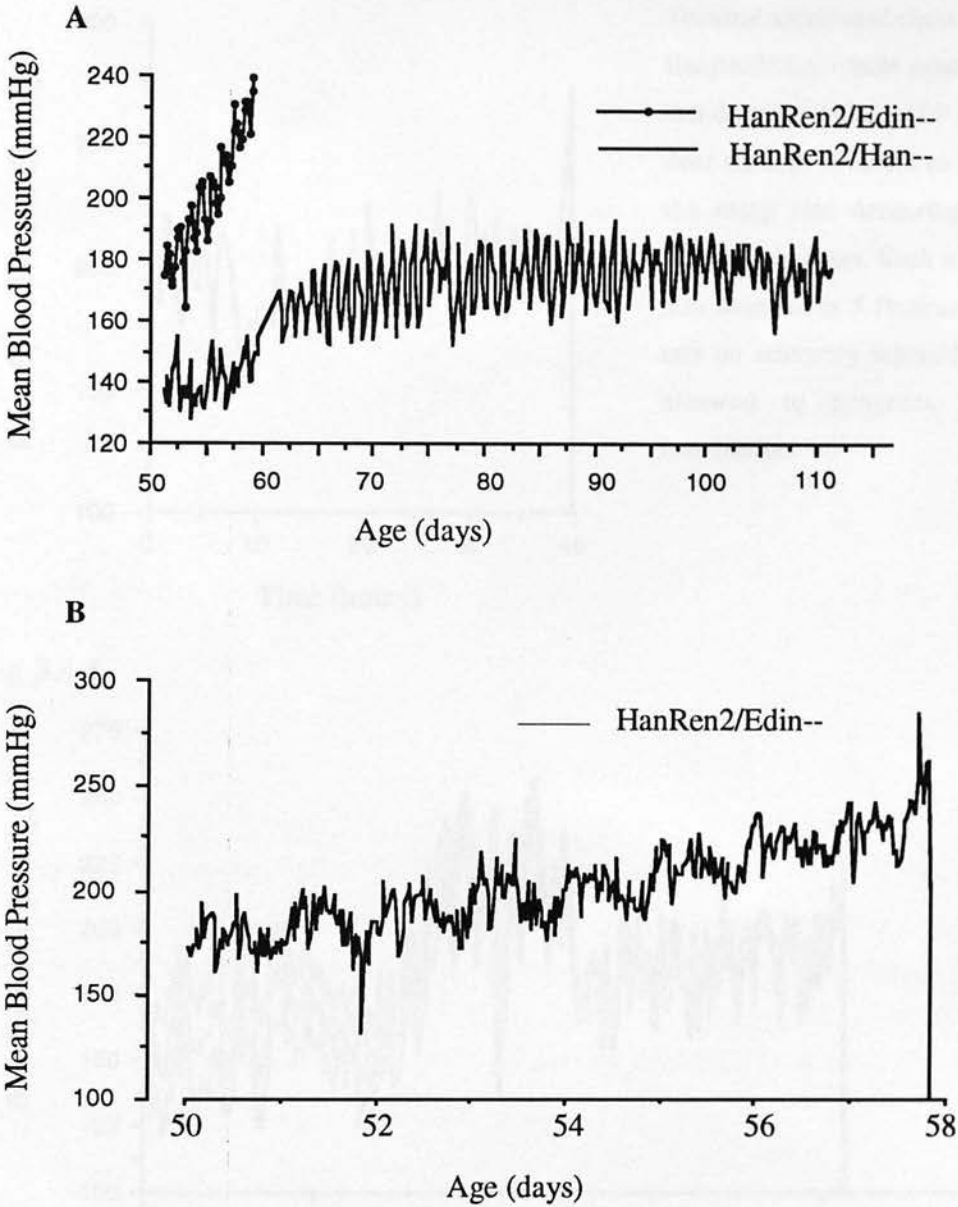 A
Mean Blood Pressure (mmHg)
240
220
200
180
160
140
120
HanRen2/Edin--
HanRen2/Han--
50 60 70 80 90 100 110
Age (days)
Time (hours)
B
Mean Blood Pressure (mmHg)
300
250
200
150
100
HanRen2/Edin--
50 52 54 56 58
Age (days)